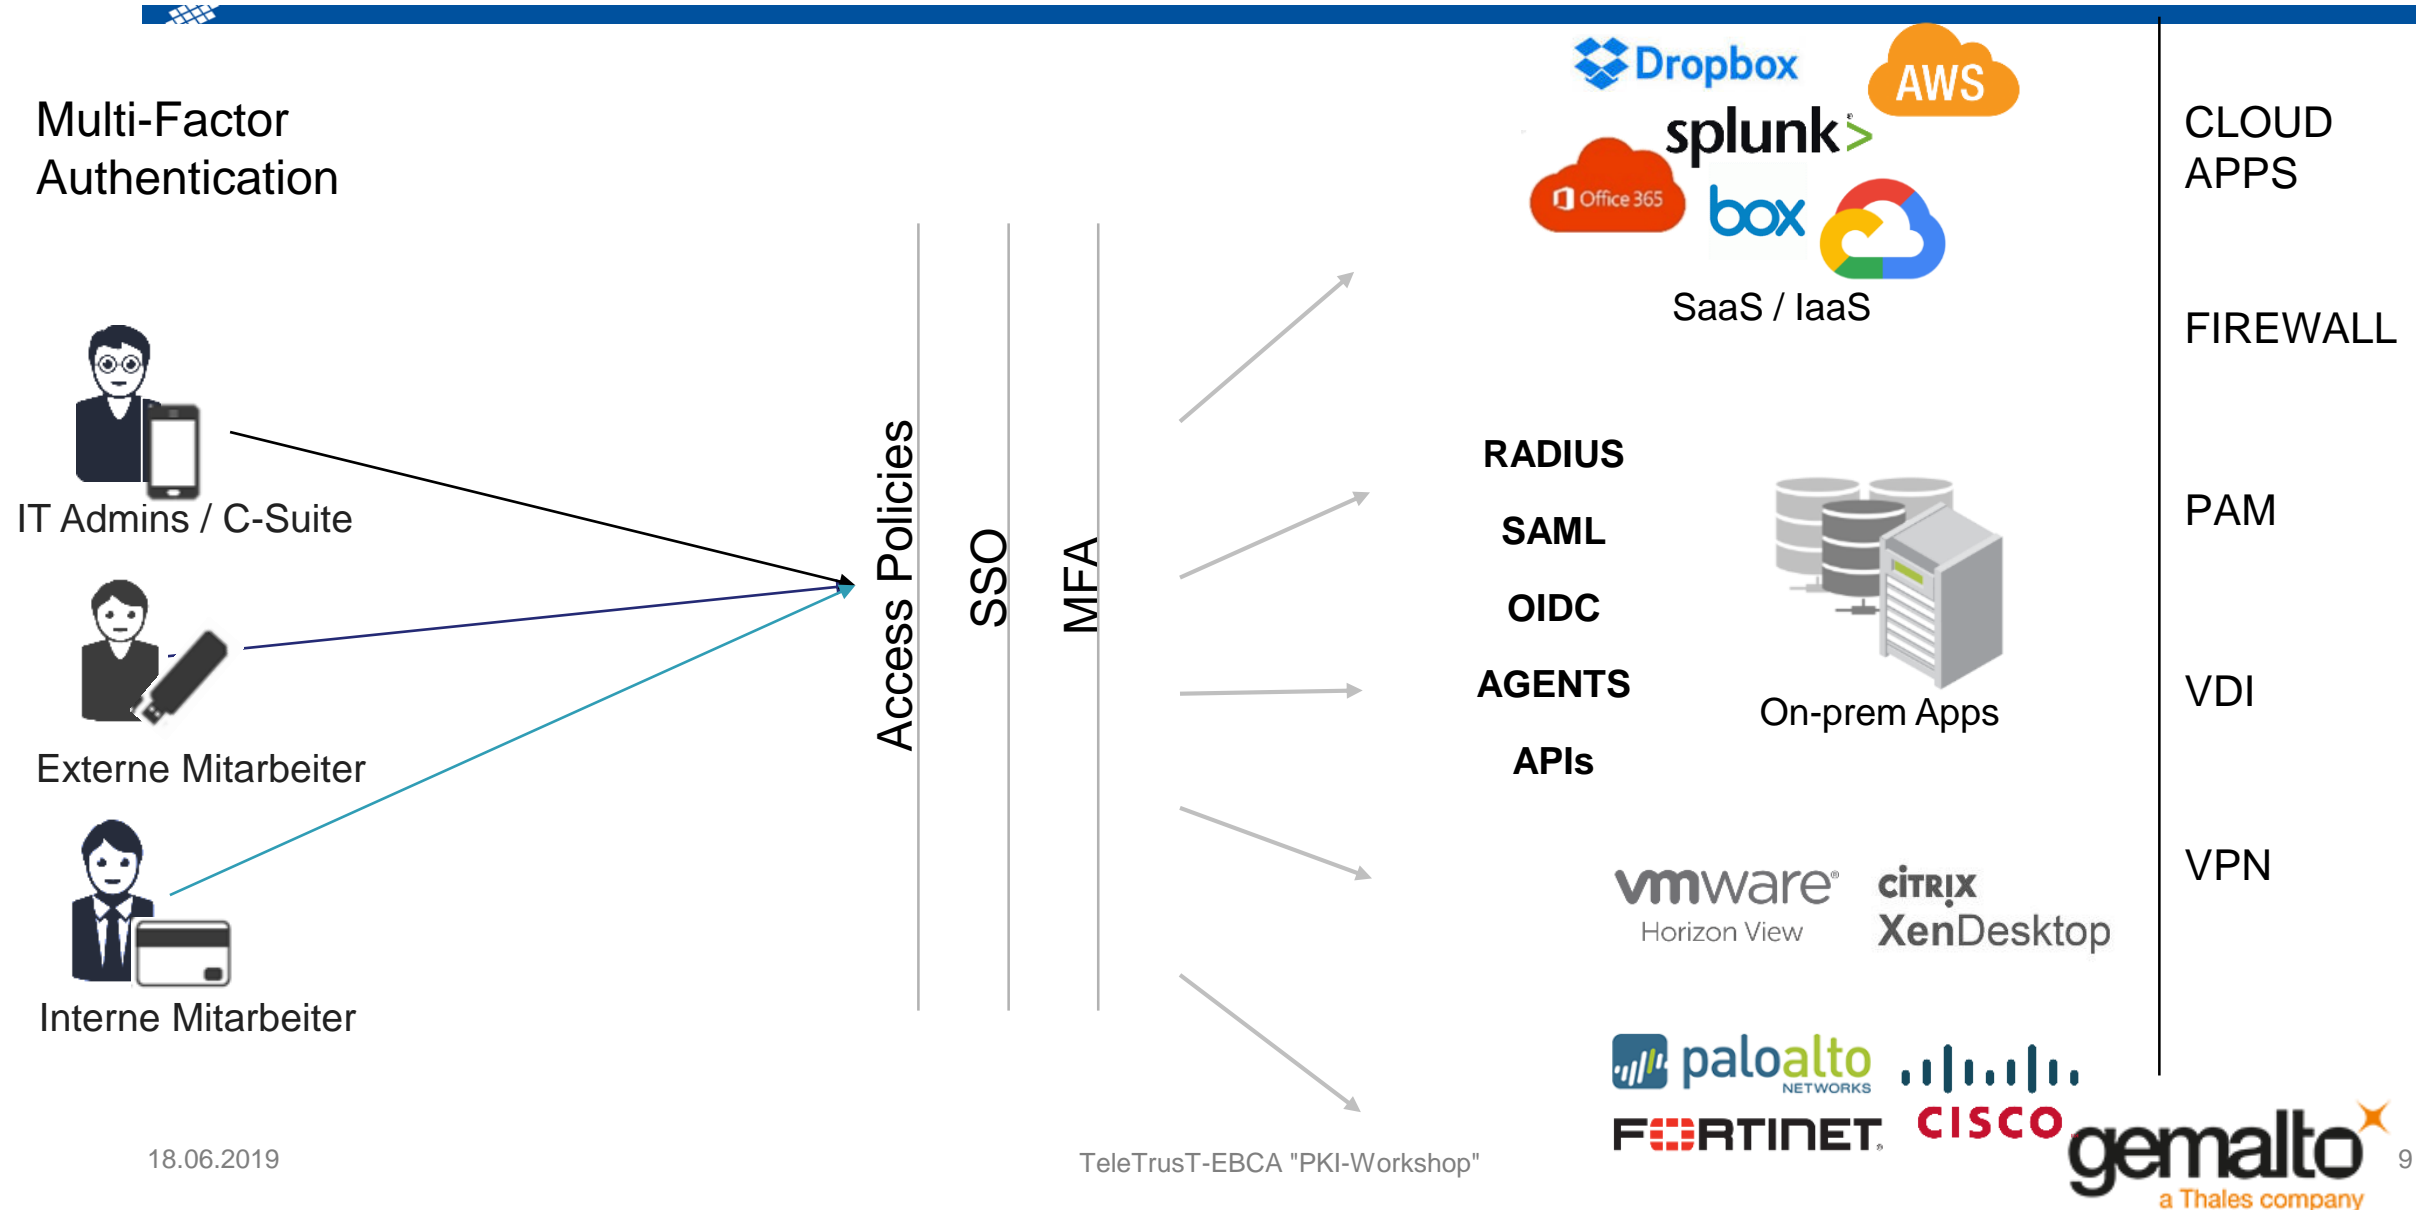 Multi-Factor
Authentication
IT Admins / C-Suite
Externe Mitarbeiter
Interne Mitarbeiter
Access Policies
SSO
MFA
Dropbox
AWS
splunk>
Office 365
box
SaaS / IaaS
RADIUS
SAML
OIDC
AGENTS
APIs
On-prem Apps
vmware®
Horizon View
CİTRIX
XenDesktop
paloalto
NETWORKS
CISCO
FORTINET®
CLOUD
APPS
FIREWALL
PAM
VDI
VPN
18.06.2019
TeleTrusT-EBCA "PKI-Workshop"
gemalto
a Thales company
9